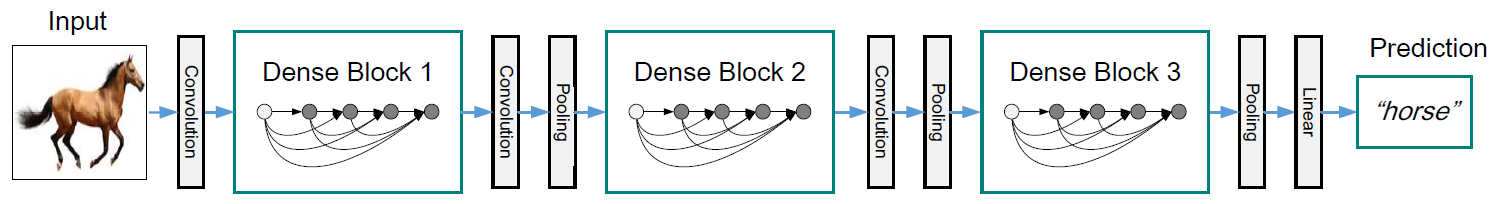 Input
Convolution
Dense Block 1
Convolution
Pooling
Dense Block 2
Convolution
Pooling
Dense Block 3
Pooling
Linear
Prediction
“horse”